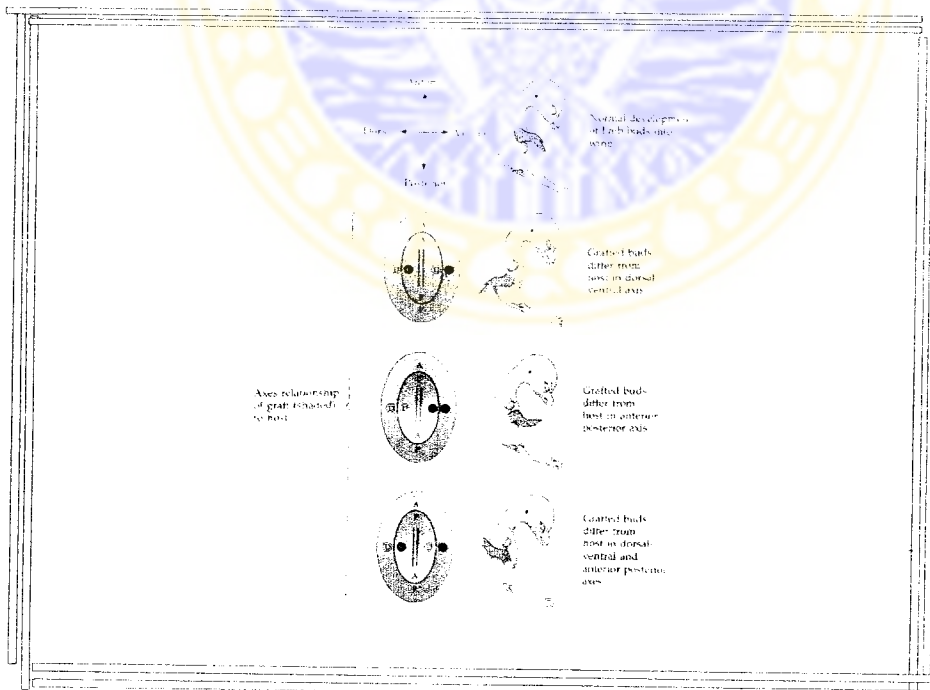 Normal development
of limb buds into
wing
Posterior
A
A
Grafted buds
differ from
host in dorsal
ventral axis
Axes relationship
of graft (shaded)
to host
A
P
A
P
Grafted buds
differ from
host in anterior
posterior axis
A
P
A
P
Grafted buds
differ from
host in dorsal-
ventral and
anterior posterior
axes